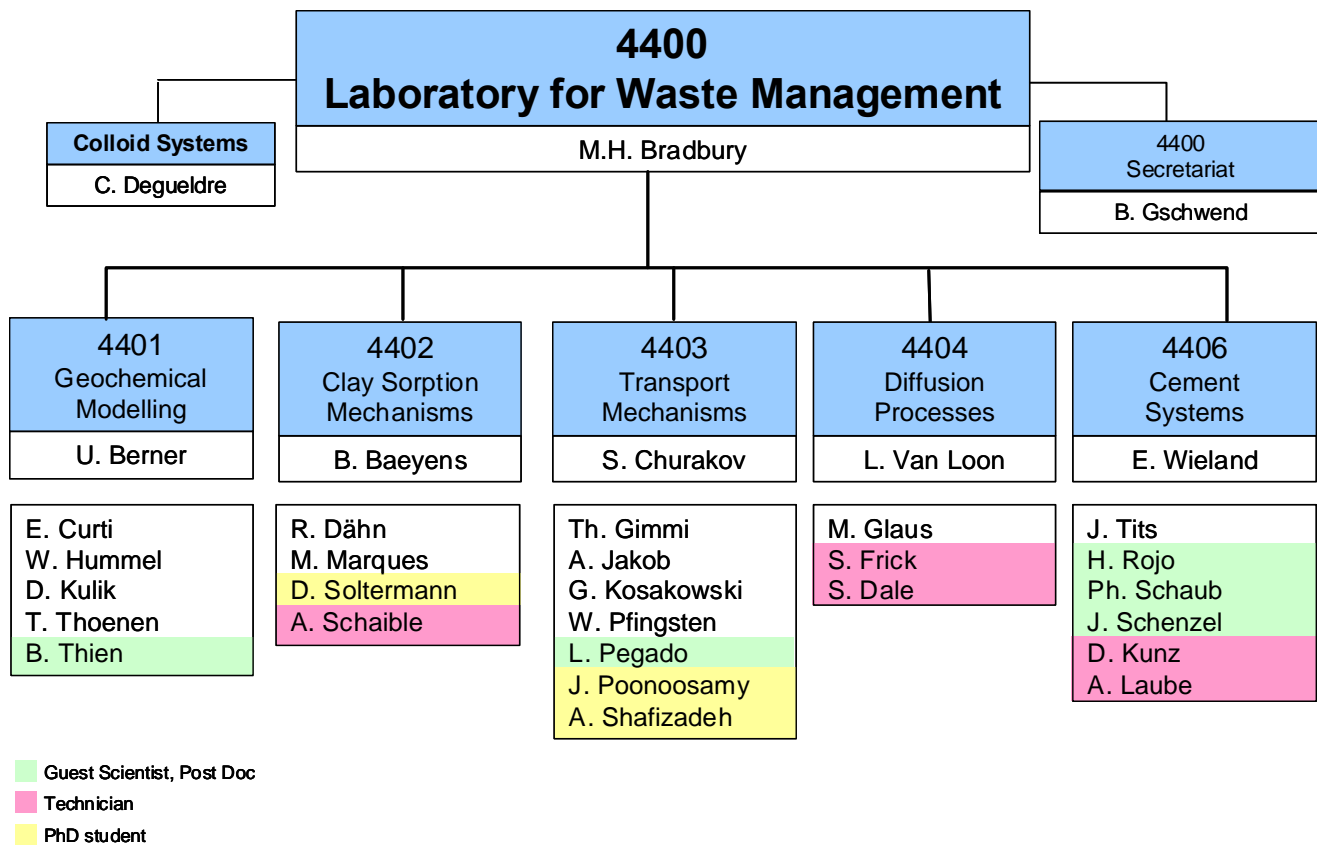 4400
Laboratory for Waste Management
M.H. Bradbury
Colloid Systems
C. Degueldre
4400
Secretariat
B. Gschwend
4401
Geochemical
Modelling
U. Berner
E. Curti
W. Hummel
D. Kulik
T. Thoenen
B. Thien
4402
Clay Sorption
Mechanisms
B. Baeyens
R. Dähn
M. Marques
D. Soltermann
A. Schaible
4403
Transport
Mechanisms
S. Churakov
Th. Gimmi
A. Jakob
G. Kosakowski
W. Pfingsten
L. Pegado
J. Poonoosamy
A. Shafizadeh
4404
Diffusion
Processes
L. Van Loon
M. Glaus
S. Frick
S. Dale
4406
Cement
Systems
E. Wieland
J. Tits
H. Rojo
Ph. Schaub
J. Schenzel
D. Kunz
A. Laube
Guest Scientist, Post Doc
Technician
PhD student